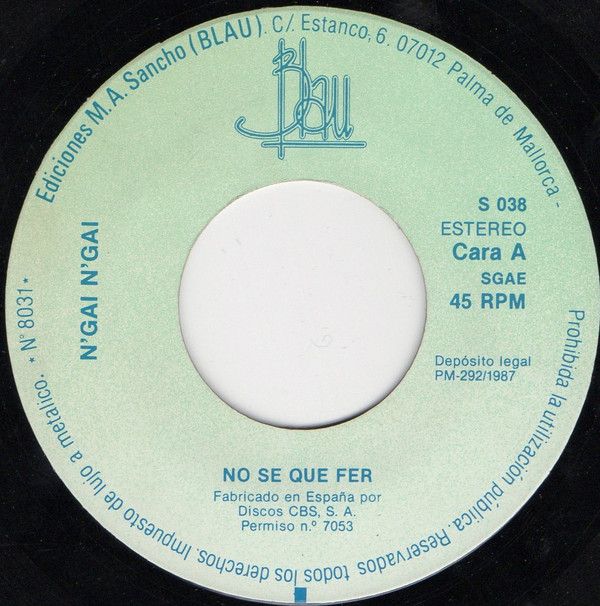 Ediciones M. A. Sancho (BLAU). C/. Estanco, 6. 07012 Palma de Mallorca -
Blau
S 038
ESTEREO
Cara A
SGAE
45 RPM
Depósito legal
PM-292/1987
N'GAI N'GAI
NO SE QUE FER
Fabricado en España por
Discos CBS, S. A.
Permiso n.º 7053
Prohibida la utilización pública. Reservados todos los derechos. Impuesto de lujo a metalico. * Nº 8031 *